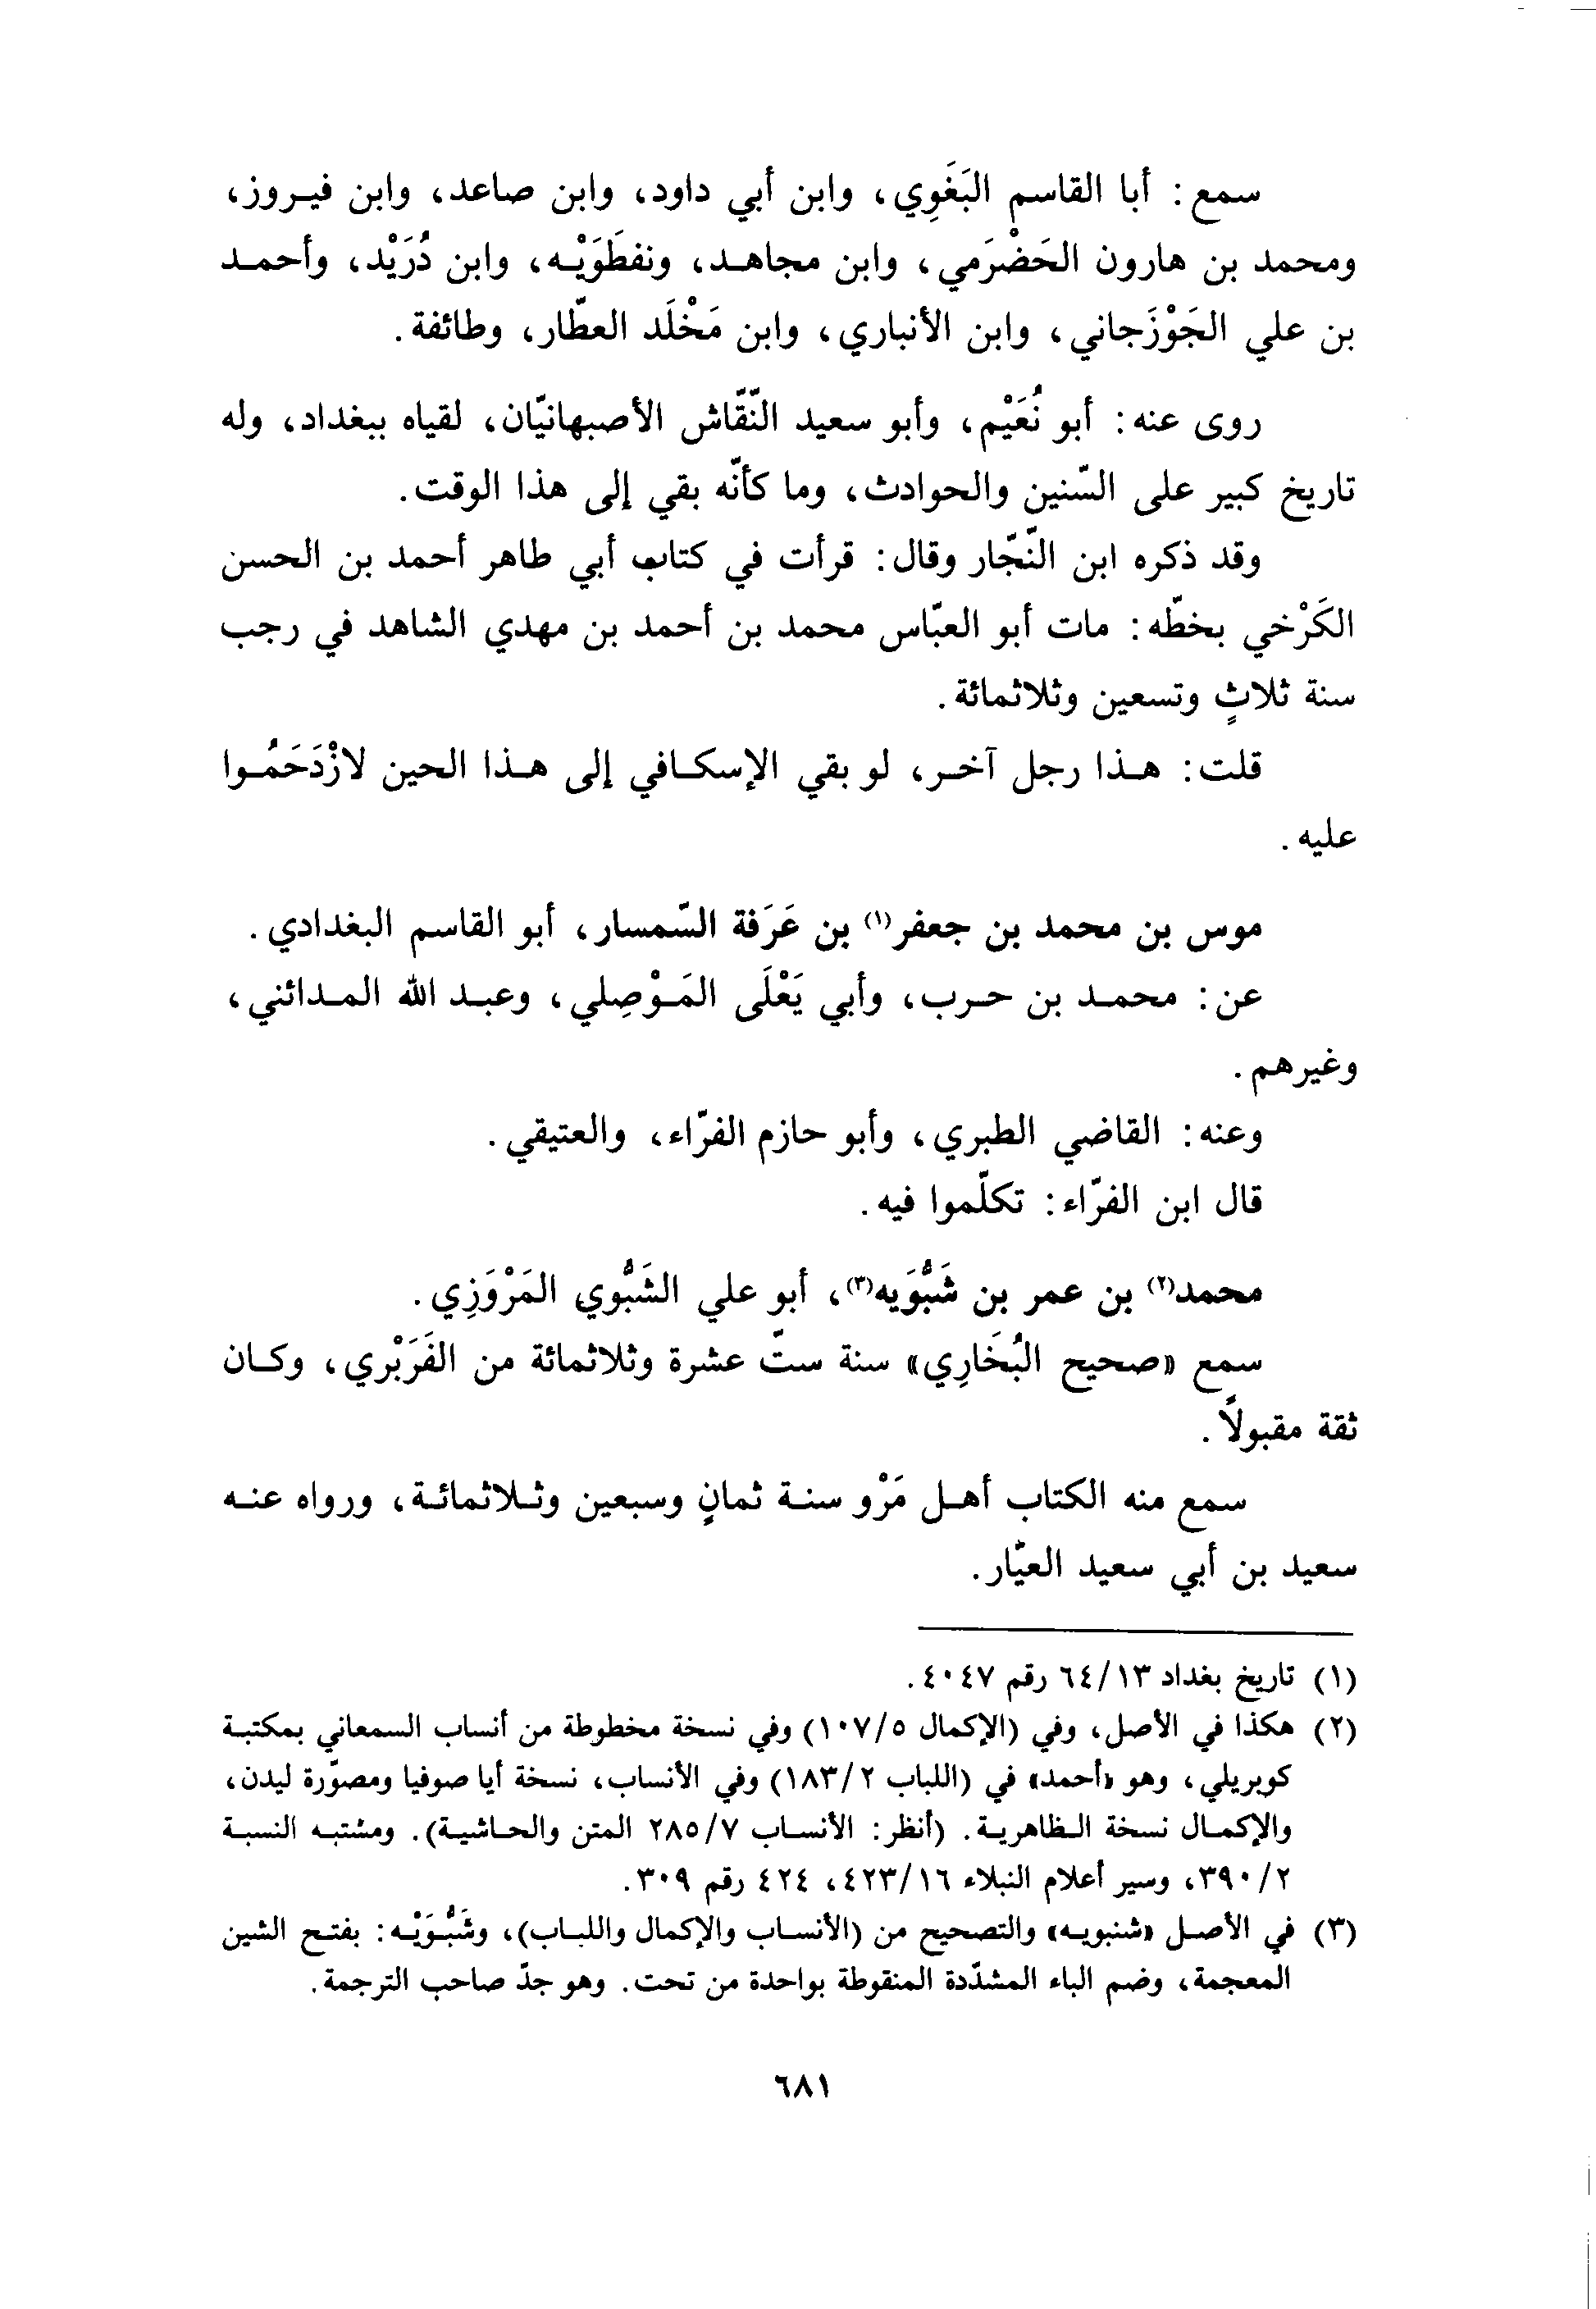 سمع: أبا القاسم البَغَوِي، وابن أبي داود، وابن صاعد، وابن فيروز،
ومحمد بن هارون الحَضْرَمي، وابن مجاهد، ونفطَوَيْه، وابن دُرَيْد، وأحمد
بن علي الجَوْزَجاني، وابن الأنباري، وابن مَخْلَد العطّار، وطائفة.
روى عنه: أبو نُعَيْم، وأبو سعيد النّقّاش الأصبهانيّان، لقياه ببغداد، وله
تاريخ كبير على السّنين والحوادث، وما كأنّه بقي إلى هذا الوقت.
وقد ذكره ابن النّجّار وقال: قرأت في كتاب أبي طاهر أحمد بن الحسن
الكَرْخي بخطّه: مات أبو العبّاس محمد بن أحمد بن مهدي الشاهد في رجب
سنة ثلاثٍ وتسعين وثلاثمائة.
قلت: هذا رجل آخر، لو بقي الإسكافي إلى هذا الحين لازْدَحَمُوا
عليه.
موس بن محمد بن جعفر(١) بن عَرَفة السّمسار، أبو القاسم البغدادي.
عن: محمد بن حرب، وأبي يَعْلَى المَوْصِلي، وعبد الله المدائني،
وغيرهم.
وعنه: القاضي الطبري، وأبو حازم الفرّاء، والعتيقي.
قال ابن الفرّاء: تكلّموا فيه.
محمد(٢) بن عمر بن شَبُّوَيه(٣)، أبو علي الشَبُّوي المَرْوَزِي.
سمع «صحيح البُخَارِي» سنة ستّ عشرة وثلاثمائة من الفَرَبْري، وكان
ثقة مقبولاً.
سمع منه الكتاب أهل مَرْو سنة ثمانٍ وسبعين وثلاثمائة، ورواه عنه
سعيد بن أبي سعيد العيّار.
(١) تاريخ بغداد ٦٤/١٣ رقم ٤٠٤٧.
(٢) هكذا في الأصل، وفي (الإكمال ١٠٧/٥) وفي نسخة مخطوطة من أنساب السمعاني بمكتبة
كوبريلي، وهو «أحمد» في (اللباب ١٨٣/٢) وفي الأنساب، نسخة أيا صوفيا ومصوّرة ليدن،
والإكمال نسخة الظاهرية. (أنظر: الأنساب ٢٨٥/٧ المتن والحاشية). ومشتبه النسبة
٣٩٠/٢، وسير أعلام النبلاء ٤٢٣/١٦، ٤٢٤ رقم ٣٠٩.
(٣) في الأصل «شنبويه» والتصحيح من (الأنساب والإكمال واللباب)، وشَبُّوَيْه: بفتح الشين
المعجمة، وضم الباء المشدّدة المنقوطة بواحدة من تحت. وهو جدّ صاحب الترجمة.
٦٨١